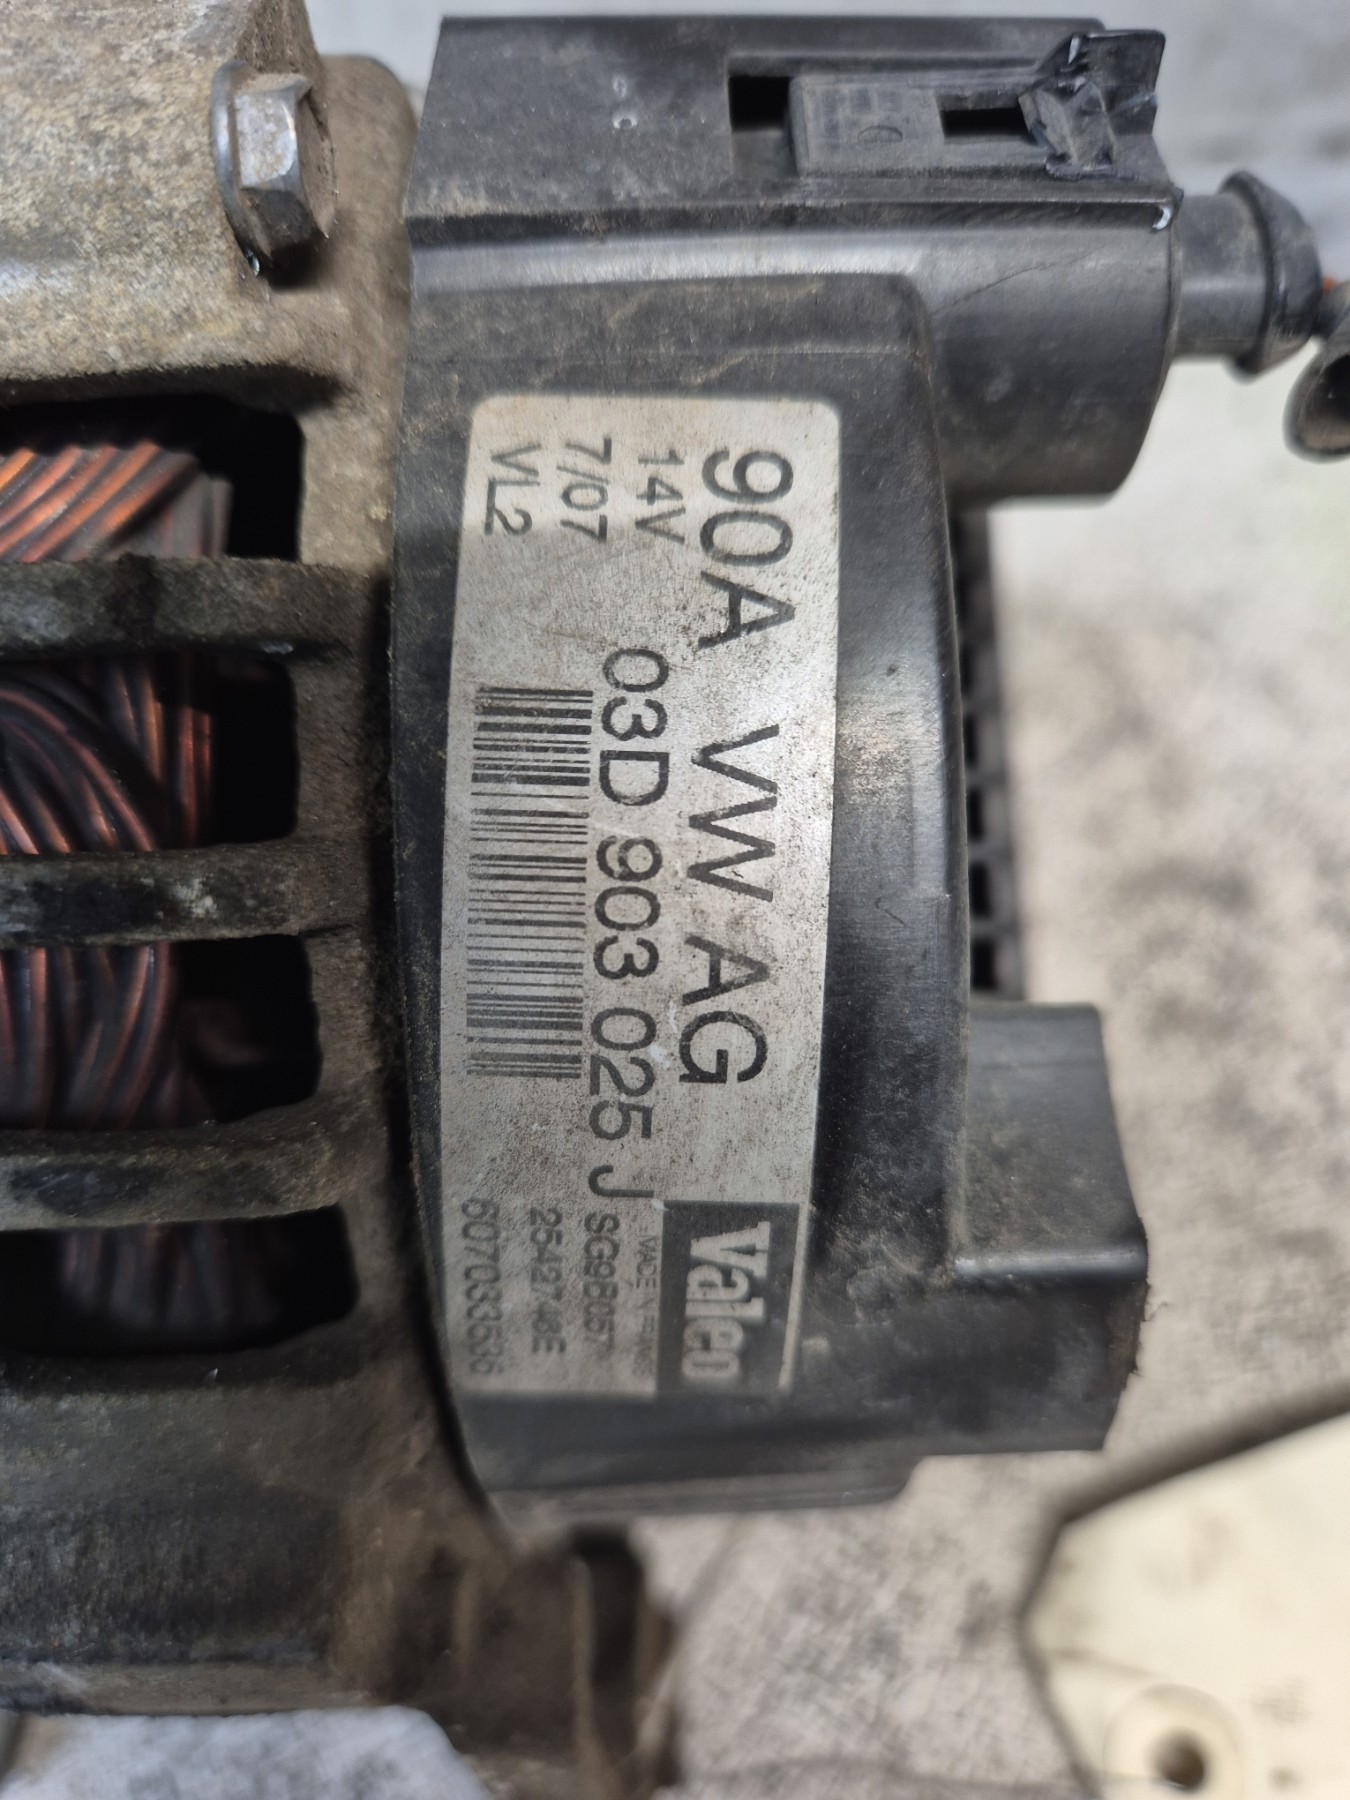 90A VW AG
14V
7/07
VL2
03D 903 025 J
Valeo
SG9B057
2542746E
607033536